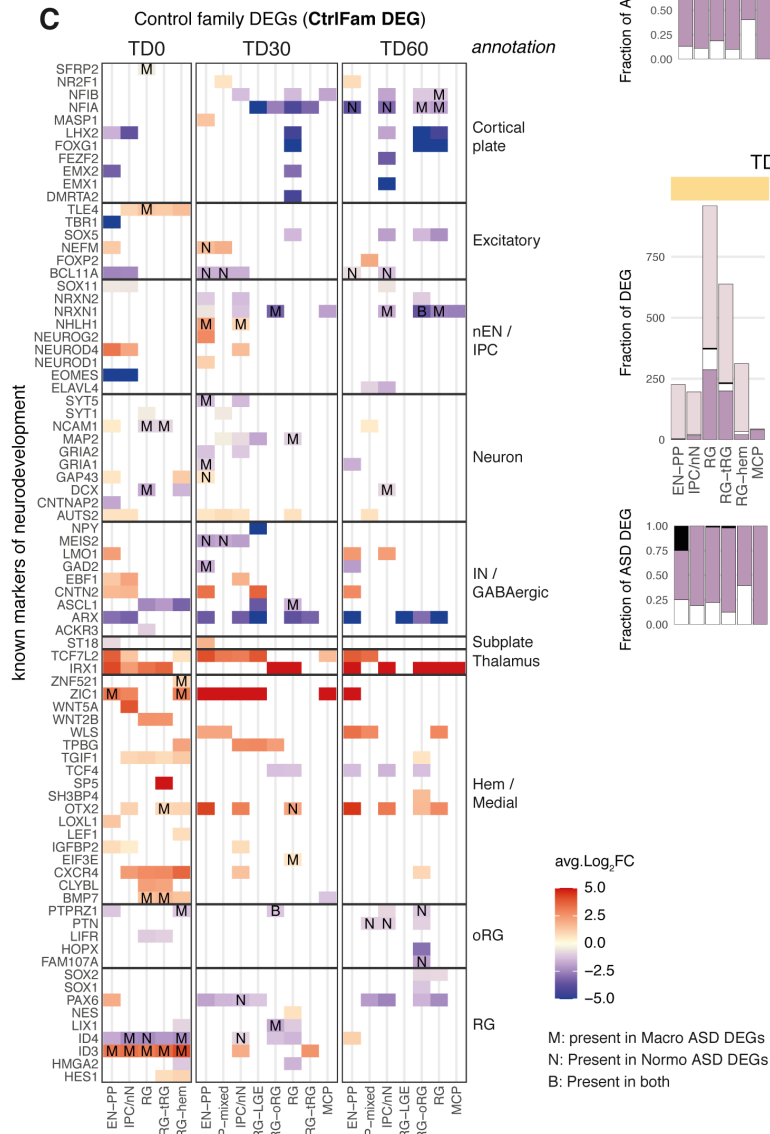 C
Control family DEGs (CtrlFam DEG)
TD0
TD30
TD60
annotation
known markers of neurodevelopment
SFRP2 M
NR2F1
NFIB M
NFIA N N M M
MASP1
LHX2
FOXG1
FEZF2
EMX2
EMX1
DMRTA2
Cortical
plate
TLE4 M
TBR1
SOX5
NEFM N
FOXP2
BCL11A N N N N
Excitatory
SOX11
NRXN2
NRXN1 M M B M
NHLH1 M M
NEUROG2
NEUROD4
NEUROD1
EOMES
ELAVL4
nEN /
IPC
SYT5 M
SYT1
NCAM1 M M
MAP2 M
GRIA2
GRIA1 M
GAP43 N
DCX M M
CNTNAP2
AUTS2
Neuron
NPY
MEIS2 N N
LMO1
GAD2 M
EBF1
CNTN2
ASCL1 M
ARX
ACKR3
IN /
GABAergic
ST18
Subplate
TCF7L2
IRX1
Thalamus
ZNF521 M
ZIC1 M M
WNT5A
WNT2B
WLS
TPBG
TGIF1
TCF4
SP5
SH3BP4
OTX2 M N
LOXL1
LEF1
IGFBP2
EIF3E M
CXCR4
CLYBL
BMP7 M M
Hem /
Medial
PTPRZ1 M B N
PTN N N
LIFR
HOPX
FAM107A N
oRG
SOX2
SOX1
PAX6 N
NES
LIX1 M
ID4 M N M N
ID3 M M M M M
HMGA2
HES1
RG
EN−PP
IPC/nN
RG
RG−tRG
RG−hem
EN−PP
P−mixed
IPC/nN
RG−LGE
RG−oRG
RG
RG−tRG
MCP
EN−PP
P−mixed
IPC/nN
RG−LGE
RG−oRG
RG
MCP
avg.Log2FC
5.0
2.5
0.0
−2.5
−5.0
M: present in Macro ASD DEGs
N: Present in Normo ASD DEGs
B: Present in both
Fraction of A
0.50
0.25
0.00
TD
Fraction of DEG
750
500
250
0
EN−PP
IPC/nN
RG
RG−tRG
RG−hem
MCP
Fraction of ASD DEG
1.00
0.75
0.50
0.25
0.00